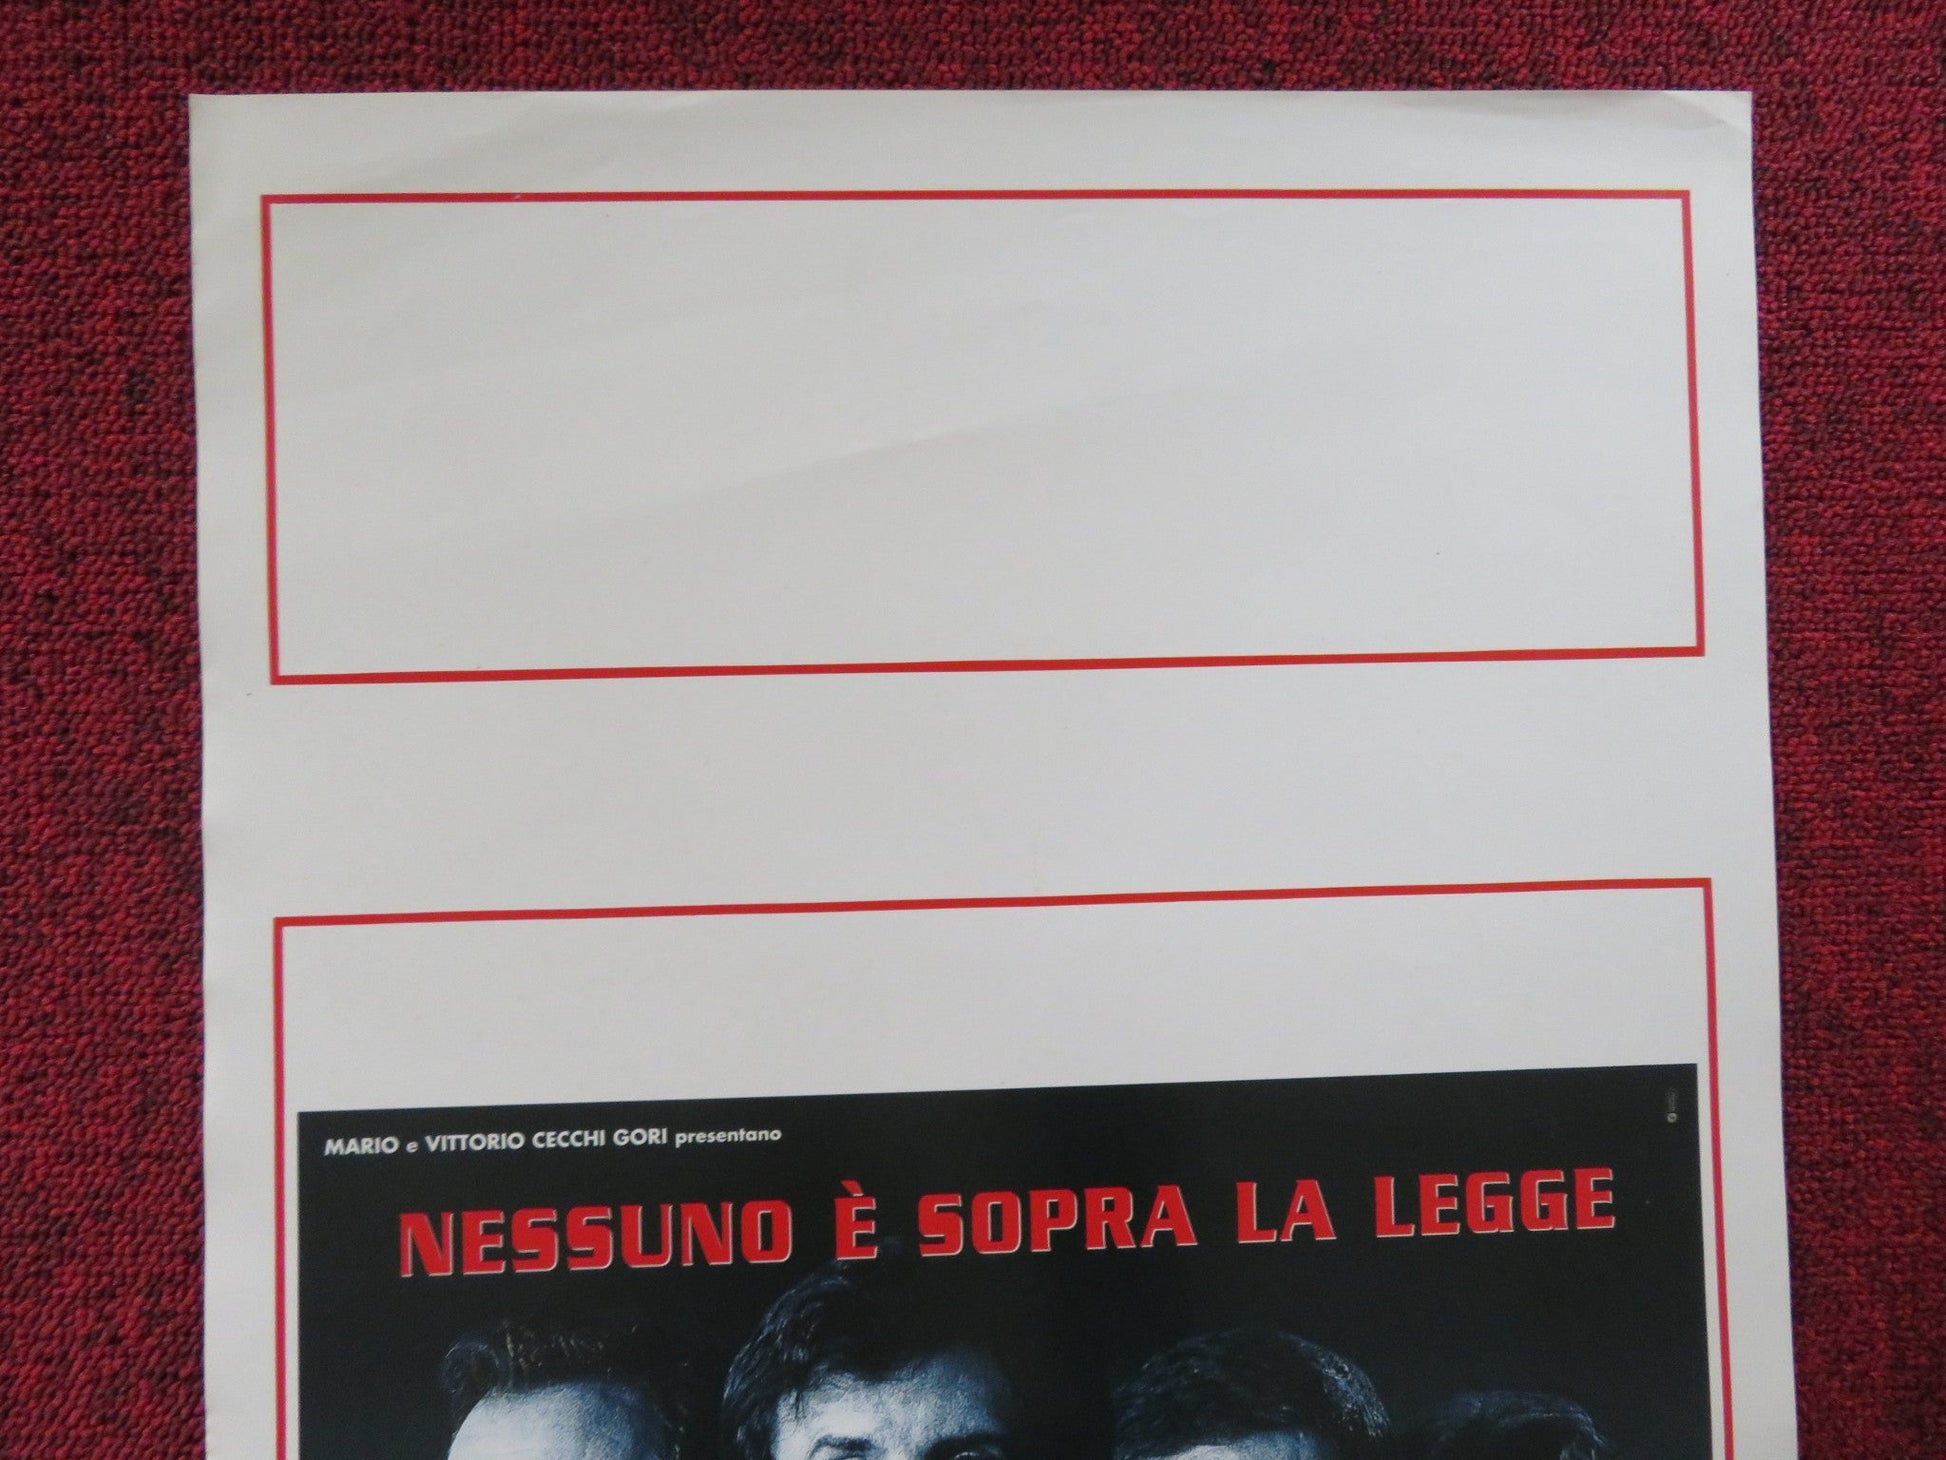 MARIO e VITTORIO CECCHI GORI presentano
NESSUNO È SOPRA LA LEGGE